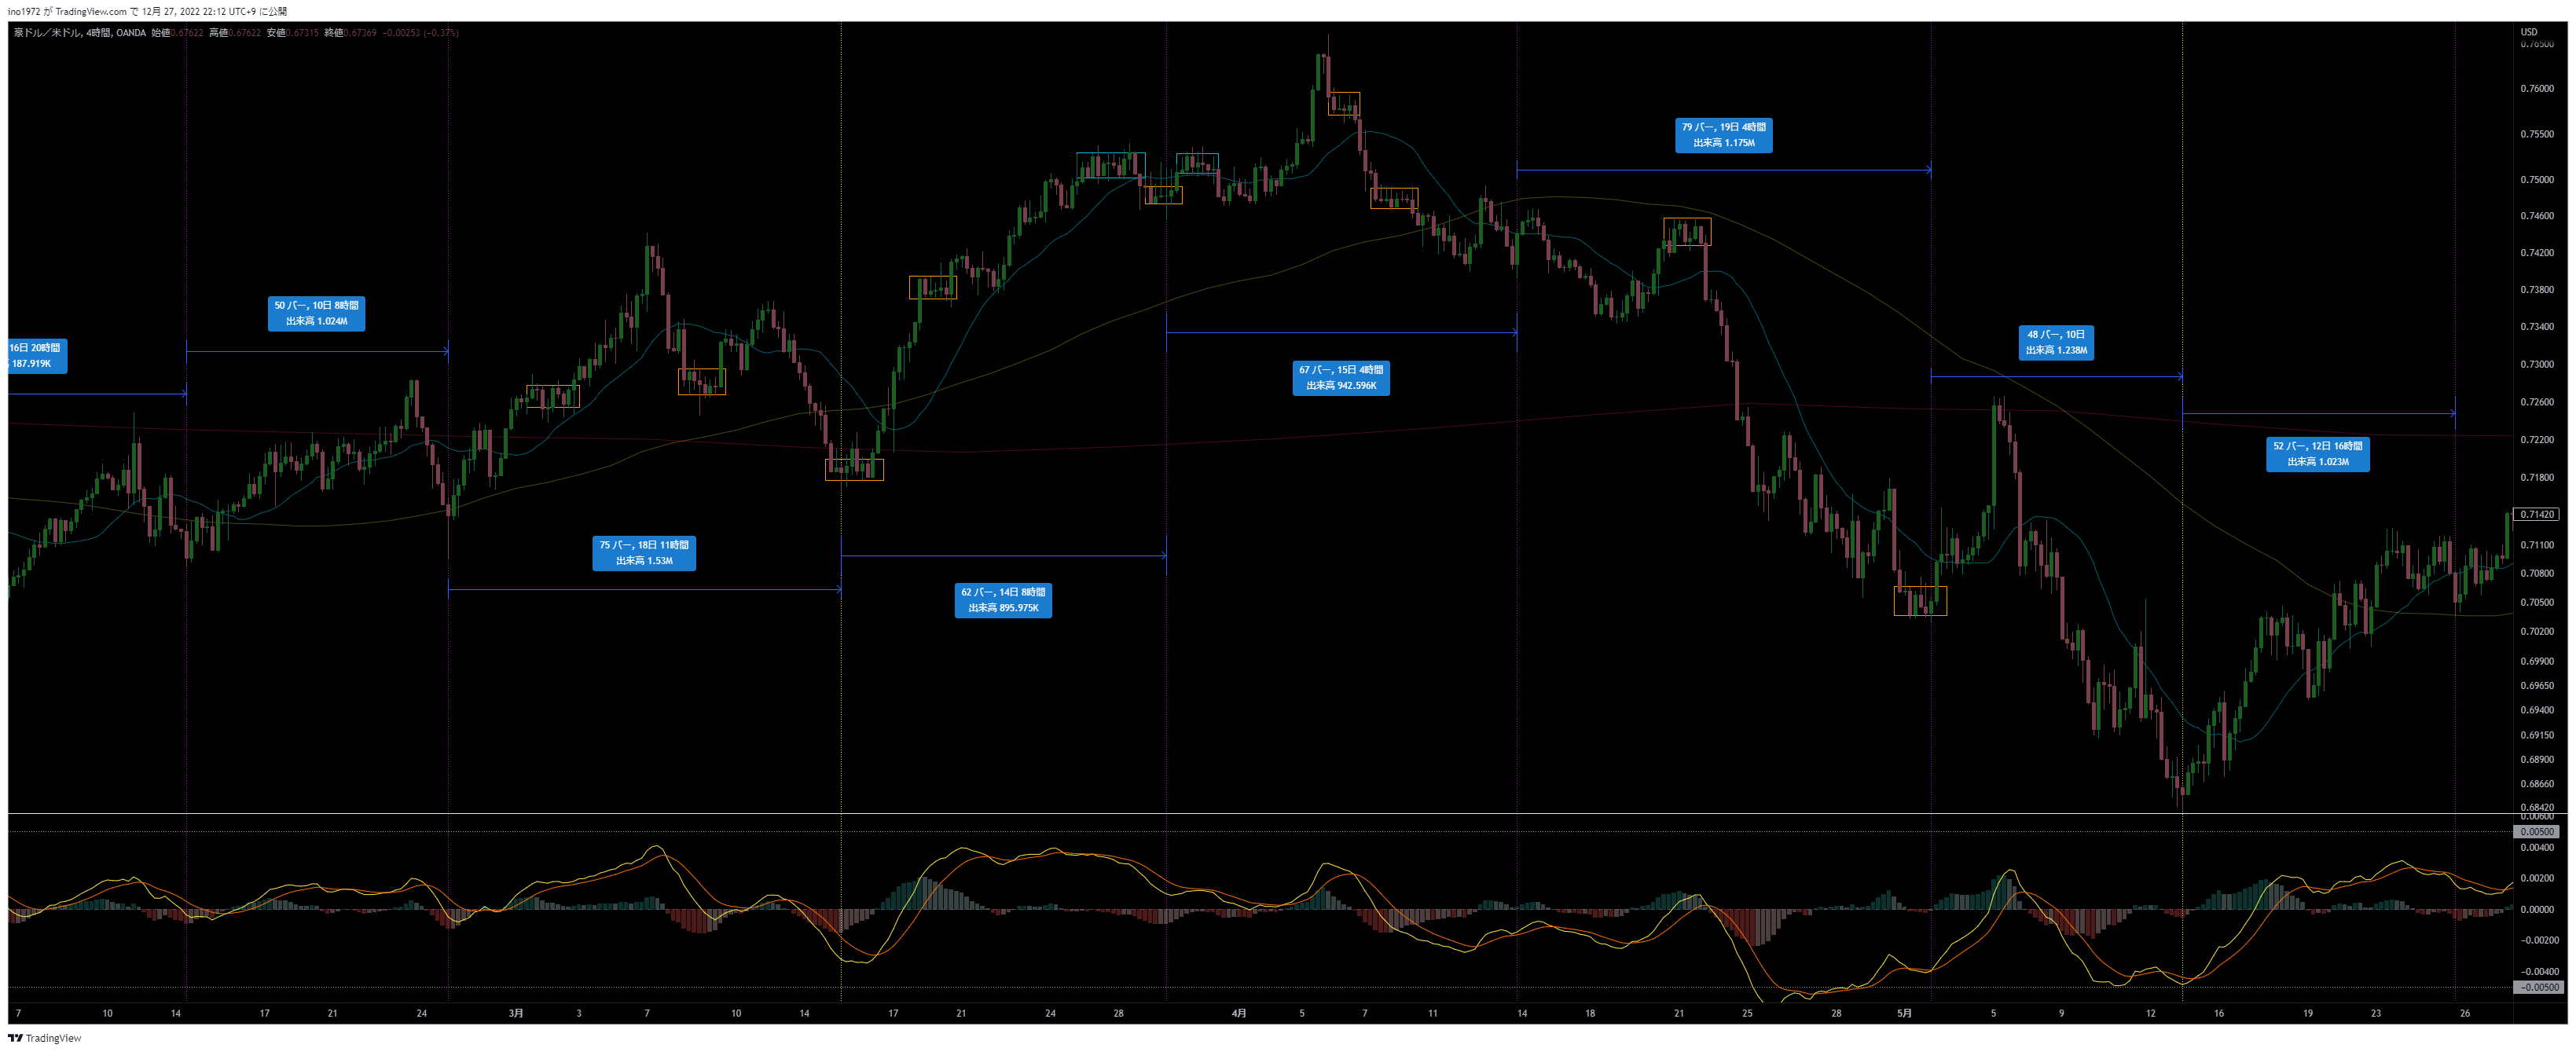 ino1972 が TradingView.com で 12月 27, 2022 22:12 UTC+9 に公開
豪ドル／米ドル, 4時間, OANDA 始値0.67622 高値0.67622 安値0.67315 終値0.67369 −0.00253 (−0.37%)
USD
0.76500
0.76000
0.75500
0.75000
0.74600
0.74200
0.73800
0.73400
0.73000
0.72600
0.72200
0.71800
0.71420
0.71100
0.70800
0.70500
0.70200
0.69900
0.69650
0.69400
0.69150
0.68900
0.68660
0.68420
79 バー, 19日 4時間
出来高 1.175M
50 バー, 10日 8時間
出来高 1.024M
16日 20時間
187.919K
48 バー, 10日
出来高 1.238M
67 バー, 15日 4時間
出来高 942.596K
52 バー, 12日 16時間
出来高 1.023M
75 バー, 18日 11時間
出来高 1.53M
62 バー, 14日 8時間
出来高 895.975K
0.00600
0.00500
0.00400
0.00200
0.00000
−0.00200
−0.00400
−0.00500
7 10 14 17 21 24 3月 3 7 10 14 17 21 24 28 4月 5 7 11 14 18 21 25 28 5月 5 9 12 16 19 23 26
TradingView